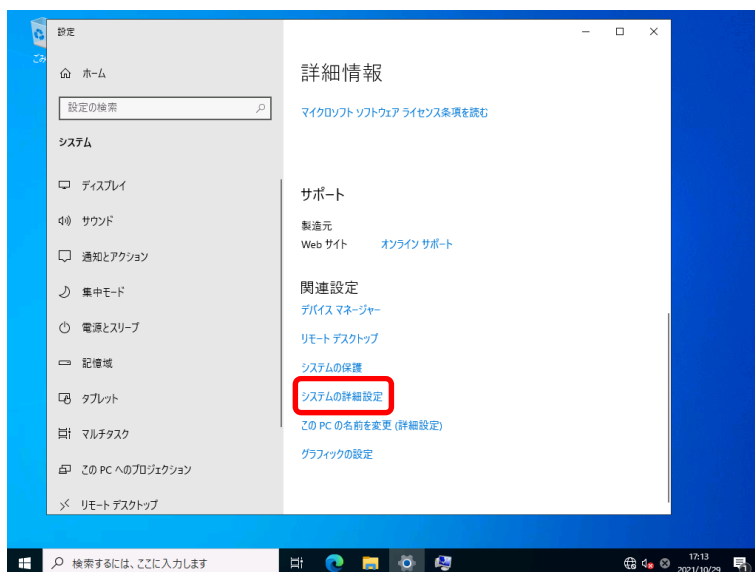 設定
ごみ
ホーム
設定の検索
システム
ディスプレイ
サウンド
通知とアクション
集中モード
電源とスリープ
記憶域
タブレット
マルチタスク
この PC へのプロジェクション
リモート デスクトップ
詳細情報
マイクロソフト ソフトウェア ライセンス条項を読む
サポート
製造元
Web サイト オンライン サポート
関連設定
デバイス マネージャー
リモート デスクトップ
システムの保護
システムの詳細設定
この PC の名前を変更 (詳細設定)
グラフィックの設定
検索するには、ここに入力します
17:13
2021/10/29